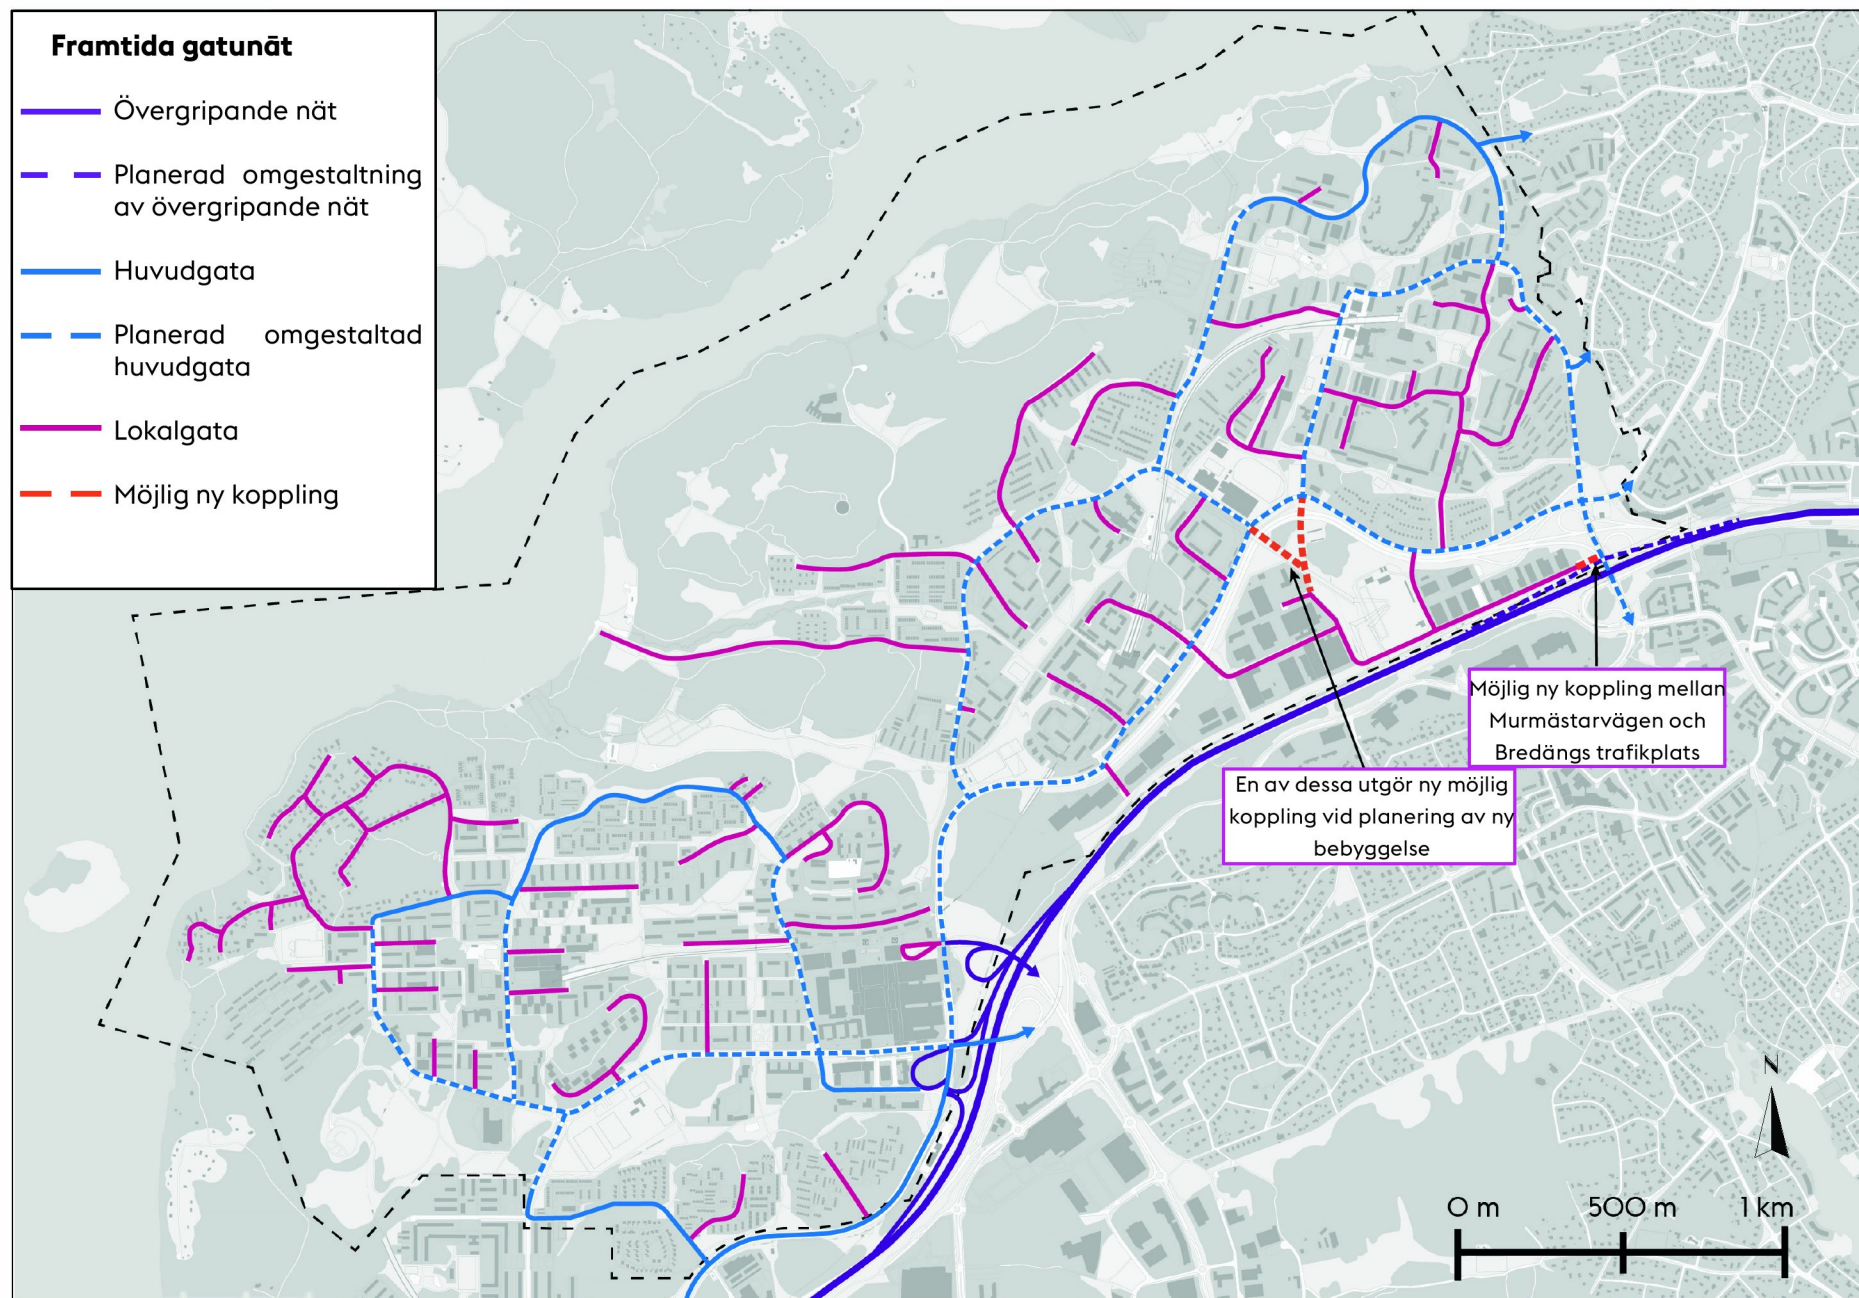 Framtida gatunät
Övergripande nät
Planerad omgestaltning
av övergripande nät
Huvudgata
Planerad omgestaltad
huvudgata
Lokalgata
Möjlig ny koppling
Möjlig ny koppling mellan
Murmästarvägen och
Bredängs trafikplats
En av dessa utgör ny möjlig
koppling vid planering av ny
bebyggelse
N
0 m 500 m 1 km